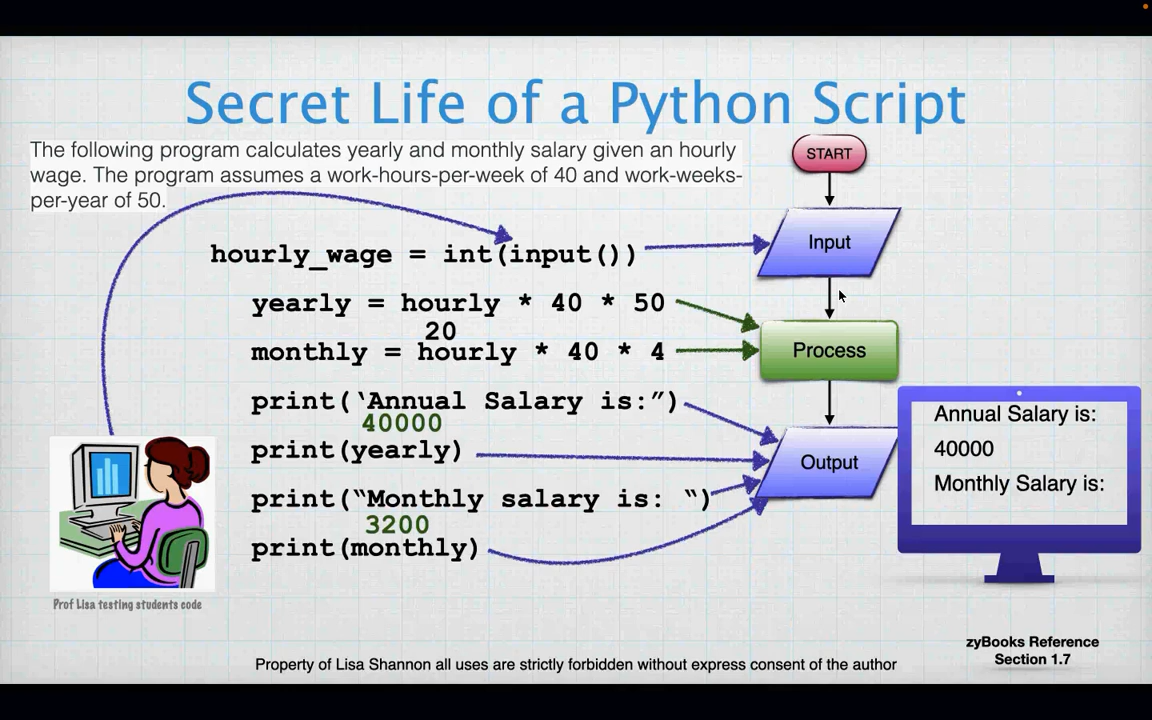 Secret Life of a Python Script
The following program calculates yearly and monthly salary given an hourly
wage. The program assumes a work-hours-per-week of 40 and work-weeks-
per-year of 50.
START
hourly_wage = int(input())
Input
yearly = hourly * 40 * 50
20
monthly = hourly * 40 * 4
Process
print(‘Annual Salary is:”)
40000
print(yearly)
Output
print(“Monthly salary is: “)
3200
print(monthly)
Annual Salary is:
40000
Monthly Salary is:
Prof Lisa testing students code
zyBooks Reference
Section 1.7
Property of Lisa Shannon all uses are strictly forbidden without express consent of the author